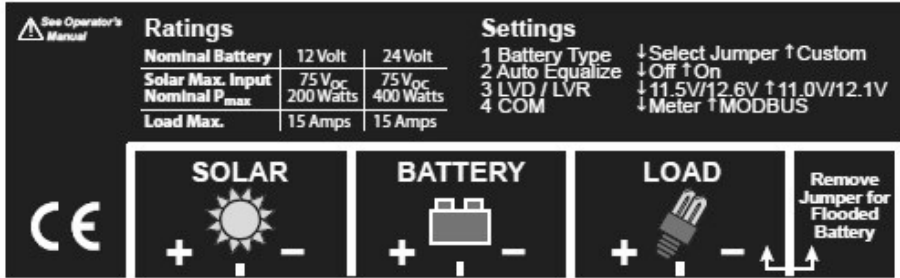 See Operator's
Manual
Ratings
Nominal Battery 12 Volt 24 Volt
Solar Max. Input 75 Voc 75 Voc
Nominal Pmax 200 Watts 400 Watts
Load Max. 15 Amps 15 Amps
Settings
1 Battery Type ↓Select Jumper ↑Custom
2 Auto Equalize ↓Off ↑On
3 LVD / LVR ↓11.5V/12.6V ↑11.0V/12.1V
4 COM ↓Meter ↑MODBUS
CE
SOLAR
+ −
BATTERY
+ −
LOAD
+ −
Remove
Jumper for
Flooded
Battery